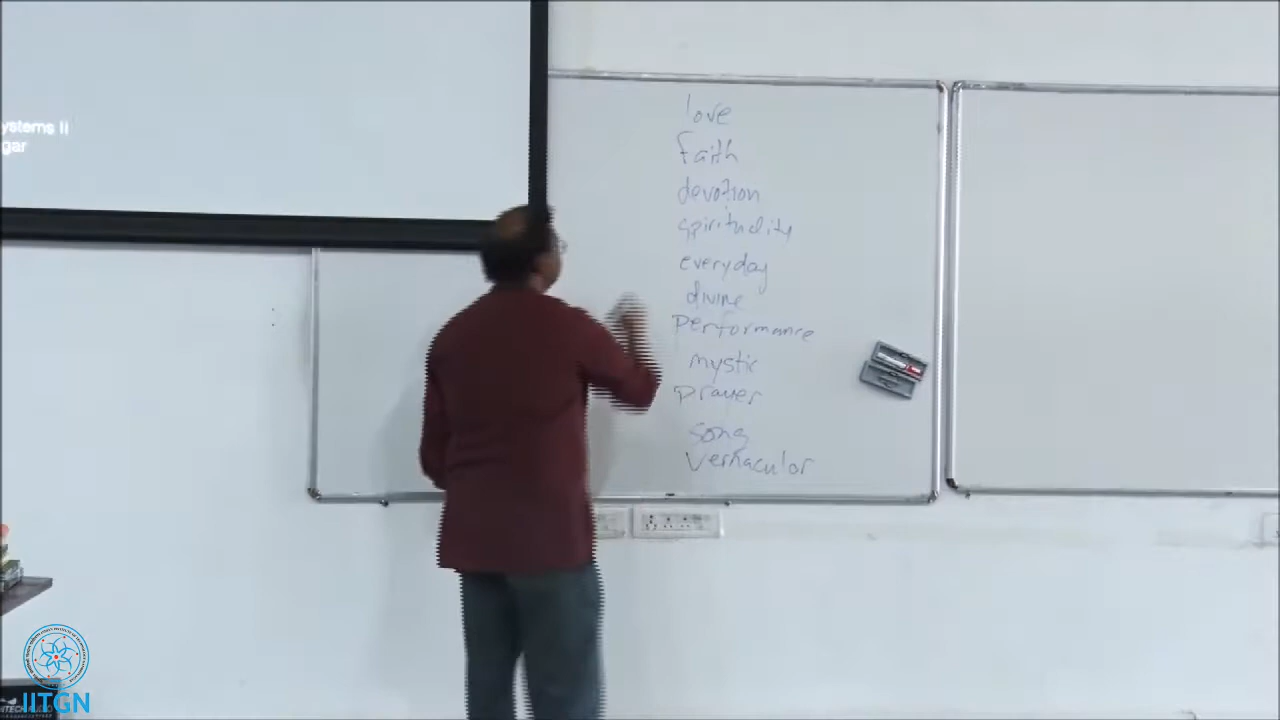 ystems II
gar
love
faith
devotion
spirituality
everyday
divine
performance
mystic
prayer
song
vernacular
IITGN